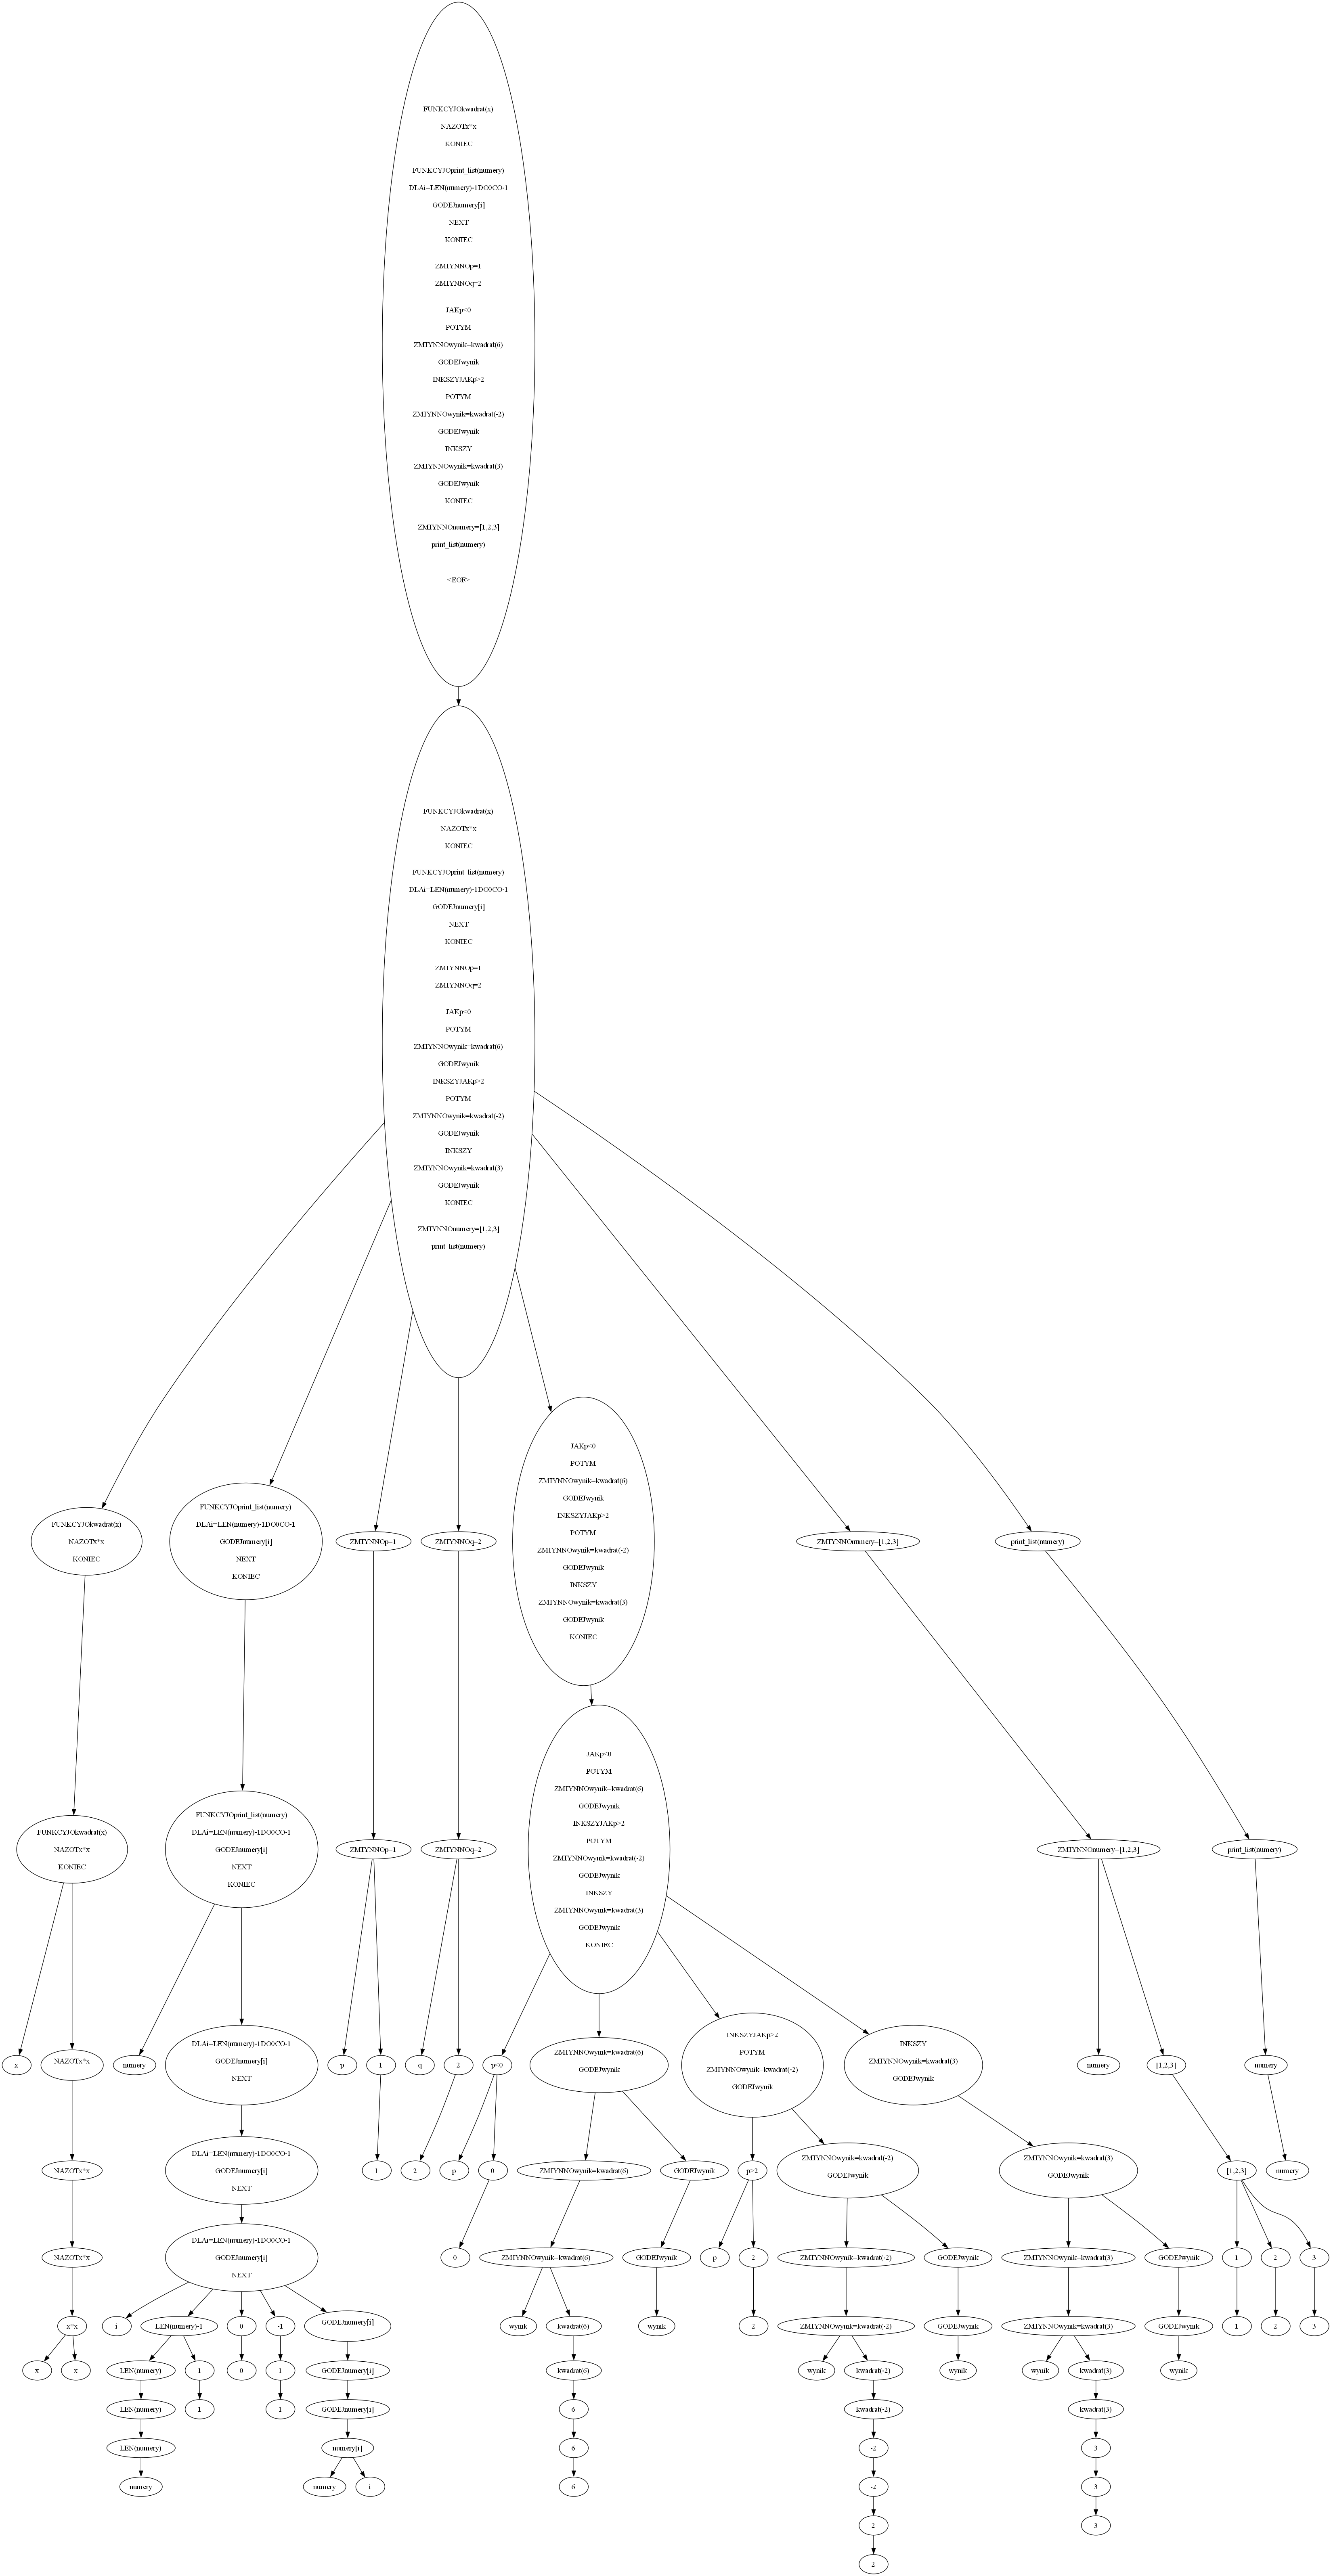 FUNKCYJOkwadrat(x)
NAZOTx*x
KONIEC
FUNKCYJOprint_list(numery)
DLAi=LEN(numery)-1DO0CO-1
GODEJnumery[i]
NEXT
KONIEC
ZMIYNNOp=1
ZMIYNNOq=2
JAKp<0
POTYM
ZMIYNNOwynik=kwadrat(6)
GODEJwynik
INKSZYJAKp>2
POTYM
ZMIYNNOwynik=kwadrat(-2)
GODEJwynik
INKSZY
ZMIYNNOwynik=kwadrat(3)
GODEJwynik
KONIEC
ZMIYNNOnumery=[1,2,3]
print_list(numery)
<EOF>
FUNKCYJOkwadrat(x)
NAZOTx*x
KONIEC
FUNKCYJOprint_list(numery)
DLAi=LEN(numery)-1DO0CO-1
GODEJnumery[i]
NEXT
KONIEC
ZMIYNNOp=1
ZMIYNNOq=2
JAKp<0
POTYM
ZMIYNNOwynik=kwadrat(6)
GODEJwynik
INKSZYJAKp>2
POTYM
ZMIYNNOwynik=kwadrat(-2)
GODEJwynik
INKSZY
ZMIYNNOwynik=kwadrat(3)
GODEJwynik
KONIEC
ZMIYNNOnumery=[1,2,3]
print_list(numery)
FUNKCYJOkwadrat(x)
NAZOTx*x
KONIEC
FUNKCYJOprint_list(numery)
DLAi=LEN(numery)-1DO0CO-1
GODEJnumery[i]
NEXT
KONIEC
ZMIYNNOp=1
ZMIYNNOq=2
JAKp<0
POTYM
ZMIYNNOwynik=kwadrat(6)
GODEJwynik
INKSZYJAKp>2
POTYM
ZMIYNNOwynik=kwadrat(-2)
GODEJwynik
INKSZY
ZMIYNNOwynik=kwadrat(3)
GODEJwynik
KONIEC
ZMIYNNOnumery=[1,2,3]
print_list(numery)
FUNKCYJOkwadrat(x)
NAZOTx*x
KONIEC
FUNKCYJOprint_list(numery)
DLAi=LEN(numery)-1DO0CO-1
GODEJnumery[i]
NEXT
KONIEC
ZMIYNNOp=1
ZMIYNNOq=2
JAKp<0
POTYM
ZMIYNNOwynik=kwadrat(6)
GODEJwynik
INKSZYJAKp>2
POTYM
ZMIYNNOwynik=kwadrat(-2)
GODEJwynik
INKSZY
ZMIYNNOwynik=kwadrat(3)
GODEJwynik
KONIEC
ZMIYNNOnumery=[1,2,3]
print_list(numery)
x
NAZOTx*x
numery
DLAi=LEN(numery)-1DO0CO-1
GODEJnumery[i]
NEXT
p
1
q
2
p<0
ZMIYNNOwynik=kwadrat(6)
GODEJwynik
INKSZYJAKp>2
POTYM
ZMIYNNOwynik=kwadrat(-2)
GODEJwynik
INKSZY
ZMIYNNOwynik=kwadrat(3)
GODEJwynik
numery
[1,2,3]
numery
NAZOTx*x
DLAi=LEN(numery)-1DO0CO-1
GODEJnumery[i]
NEXT
1
2
p
0
ZMIYNNOwynik=kwadrat(6)
GODEJwynik
p>2
ZMIYNNOwynik=kwadrat(-2)
GODEJwynik
ZMIYNNOwynik=kwadrat(3)
GODEJwynik
[1,2,3]
numery
NAZOTx*x
DLAi=LEN(numery)-1DO0CO-1
GODEJnumery[i]
NEXT
0
ZMIYNNOwynik=kwadrat(6)
GODEJwynik
p
2
ZMIYNNOwynik=kwadrat(-2)
GODEJwynik
ZMIYNNOwynik=kwadrat(3)
GODEJwynik
1
2
3
x*x
i
LEN(numery)-1
0
-1
GODEJnumery[i]
wynik
kwadrat(6)
wynik
2
ZMIYNNOwynik=kwadrat(-2)
GODEJwynik
ZMIYNNOwynik=kwadrat(3)
GODEJwynik
1
2
3
x
x
LEN(numery)
1
0
1
GODEJnumery[i]
kwadrat(6)
wynik
kwadrat(-2)
wynik
wynik
kwadrat(3)
wynik
LEN(numery)
1
1
GODEJnumery[i]
6
kwadrat(-2)
kwadrat(3)
LEN(numery)
numery[i]
6
-2
3
numery
numery
i
6
-2
3
2
3
2